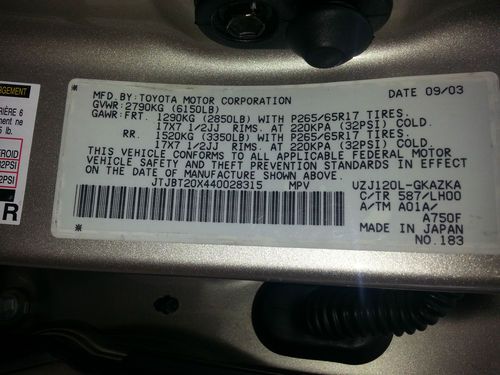 MFD.BY: TOYOTA MOTOR CORPORATION DATE 09/03
GVWR: 2790KG (6150LB)
GAWR: FRT. 1290KG (2850LB) WITH P265/65R17 TIRES,
17X7 1/2JJ RIMS, AT 220KPA (32PSI) COLD.
RR. 1520KG (3350LB) WITH P265/65R17 TIRES,
17X7 1/2JJ RIMS, AT 220KPA (32PSI) COLD.
THIS VEHICLE CONFORMS TO ALL APPLICABLE FEDERAL MOTOR
VEHICLE SAFETY AND THEFT PREVENTION STANDARDS IN EFFECT
ON THE DATE OF MANUFACTURE SHOWN ABOVE.
JTJBT20X440028315 MPV UZJ120L-GKAZKA
C/TR 587/LH00
A/TM A01A/
A750F
MADE IN JAPAN
NO.183
RIÈRE 6
2PSI
R